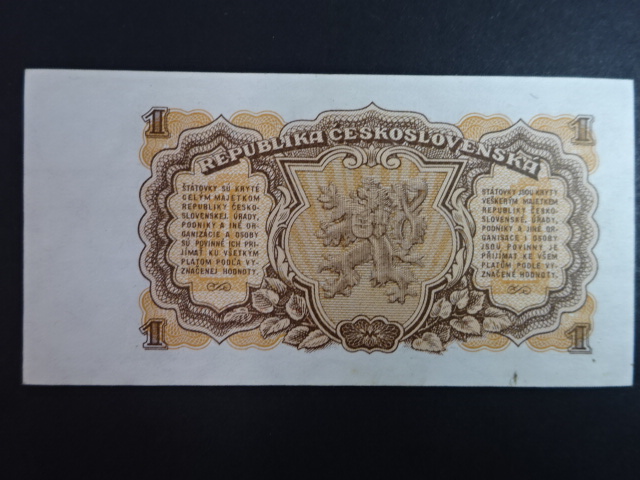 1 1
REPUBLIKA ČESKOSLOVENSKÁ
ŠTÁTOVKY SÚ KRYTÉ
CELÝM MAJETKOM
REPUBLIKY ČESKO-
SLOVENSKEJ. ÚRADY,
PODNIKY A INÉ OR-
GANIZÁCIE A OSOBY
SÚ POVINNÉ ICH PRI-
JÍMAŤ KU VŠETKÝM
PLATOM PODĽA VY-
ZNAČENEJ HODNOTY.
STÁTOVKY JSOU KRYTY
VEŠKERÝM MAJETKEM
REPUBLIKY ČESKO-
SLOVENSKÉ. ÚŘADY,
PODNIKY A JINÉ OR-
GANISACE I OSOBY
JSOU POVINNY JE
PŘIJÍMAT KE VŠEM
PLATŮM PODLE VY-
ZNAČENÉ HODNOTY.
1 1